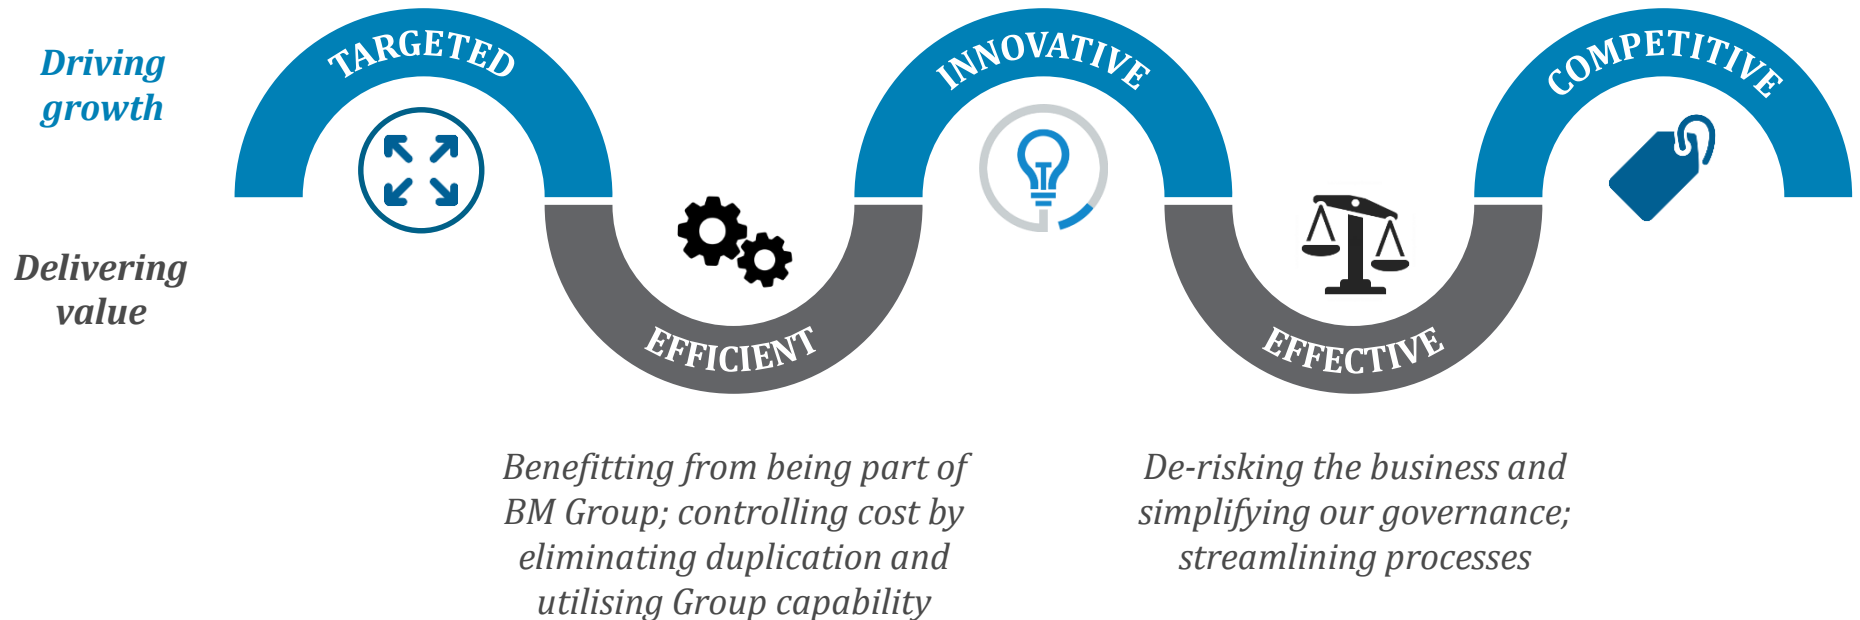 Driving
growth
TARGETED
INNOVATIVE
COMPETITIVE
Delivering
value
EFFICIENT
EFFECTIVE
Benefitting from being part of
BM Group; controlling cost by
eliminating duplication and
utilising Group capability
De-risking the business and
simplifying our governance;
streamlining processes